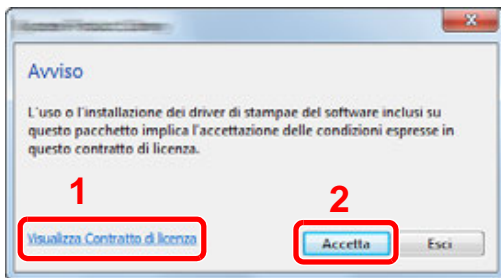 Avviso
L'uso o l'installazione dei driver di stampae del software inclusi su
questo pacchetto implica l'accettazione delle condizioni espresse in
questo contratto di licenza.
1
2
Visualizza Contratto di licenza
Accetta
Esci